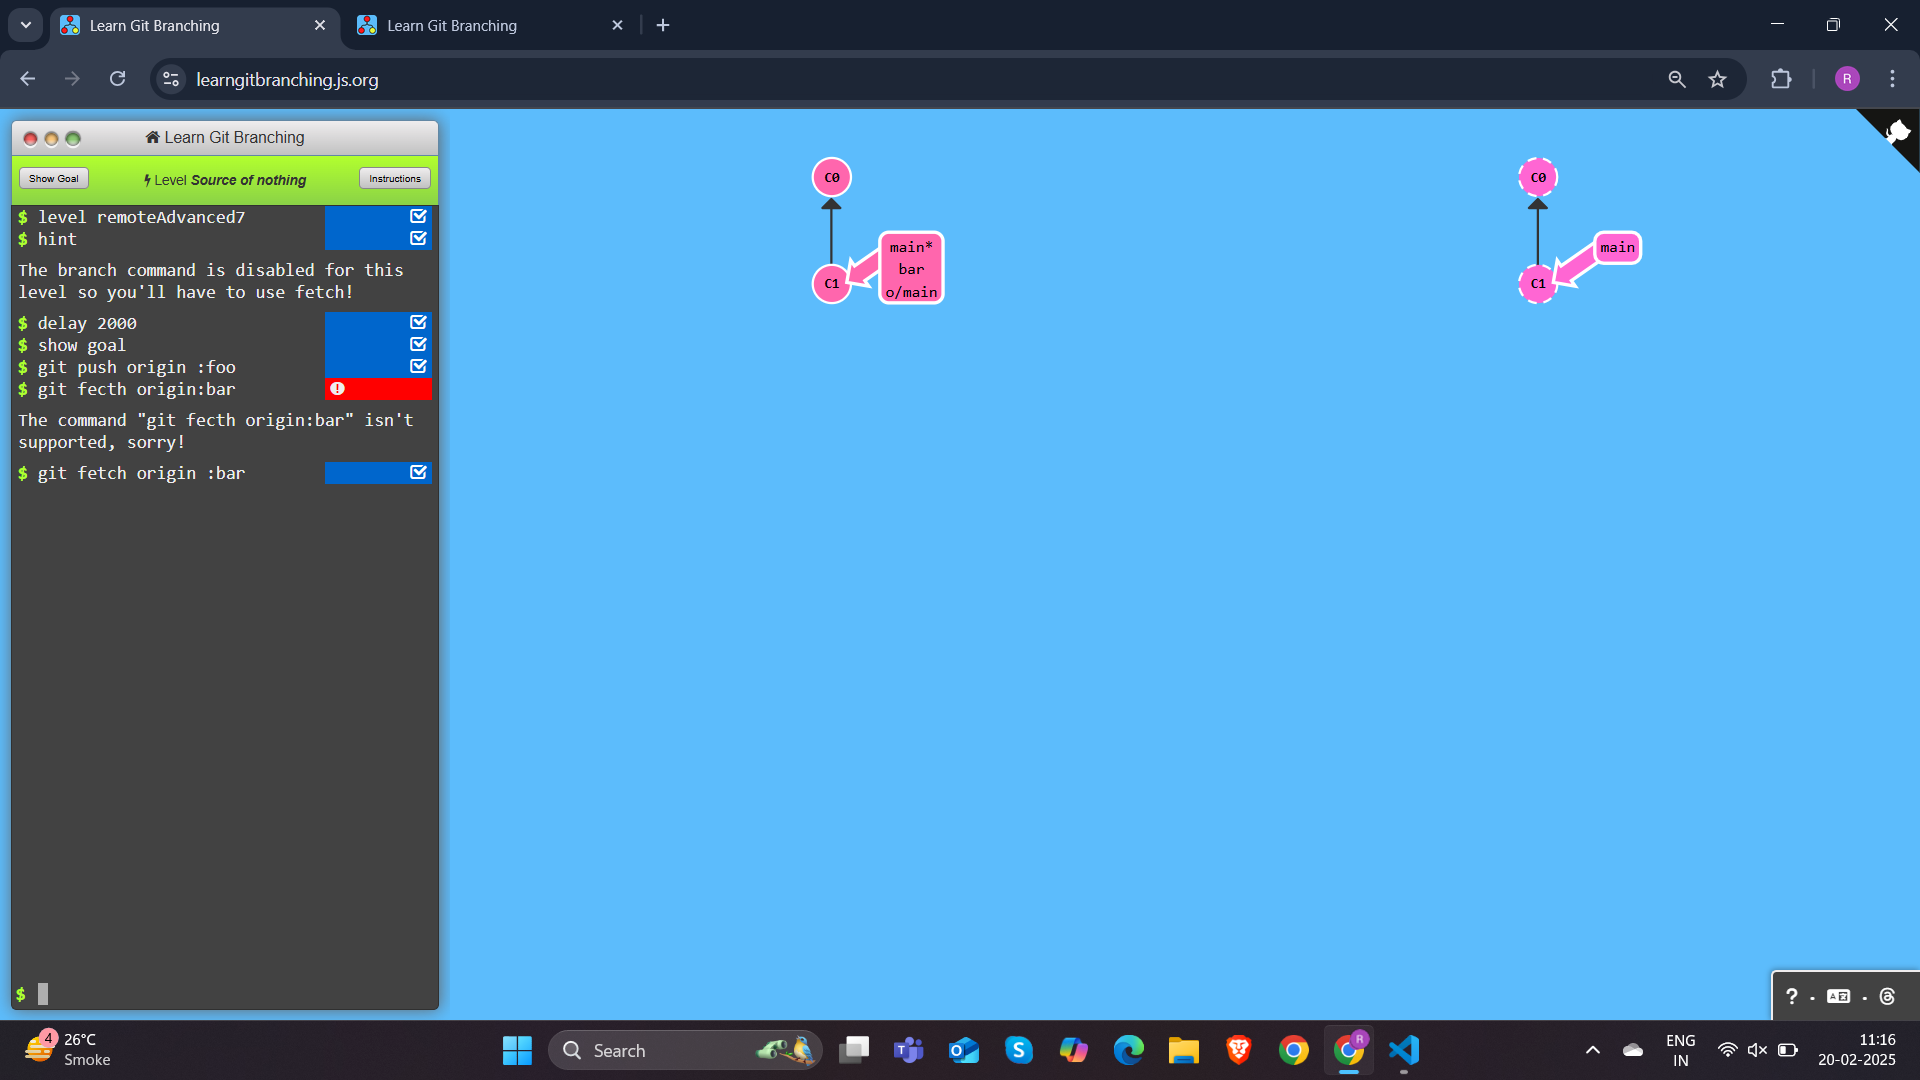 Learn Git Branching
Learn Git Branching
learngitbranching.js.org
R
Learn Git Branching
Show Goal
Level Source of nothing
Instructions
$ level remoteAdvanced7
$ hint
The branch command is disabled for this
level so you'll have to use fetch!
$ delay 2000
$ show goal
$ git push origin :foo
$ git fecth origin:bar
The command "git fecth origin:bar" isn't
supported, sorry!
$ git fetch origin :bar
$
C0
main*
bar
o/main
C1
C0
main
C1
?
4
26°C
Smoke
Search
R
ENG
IN
11:16
20-02-2025